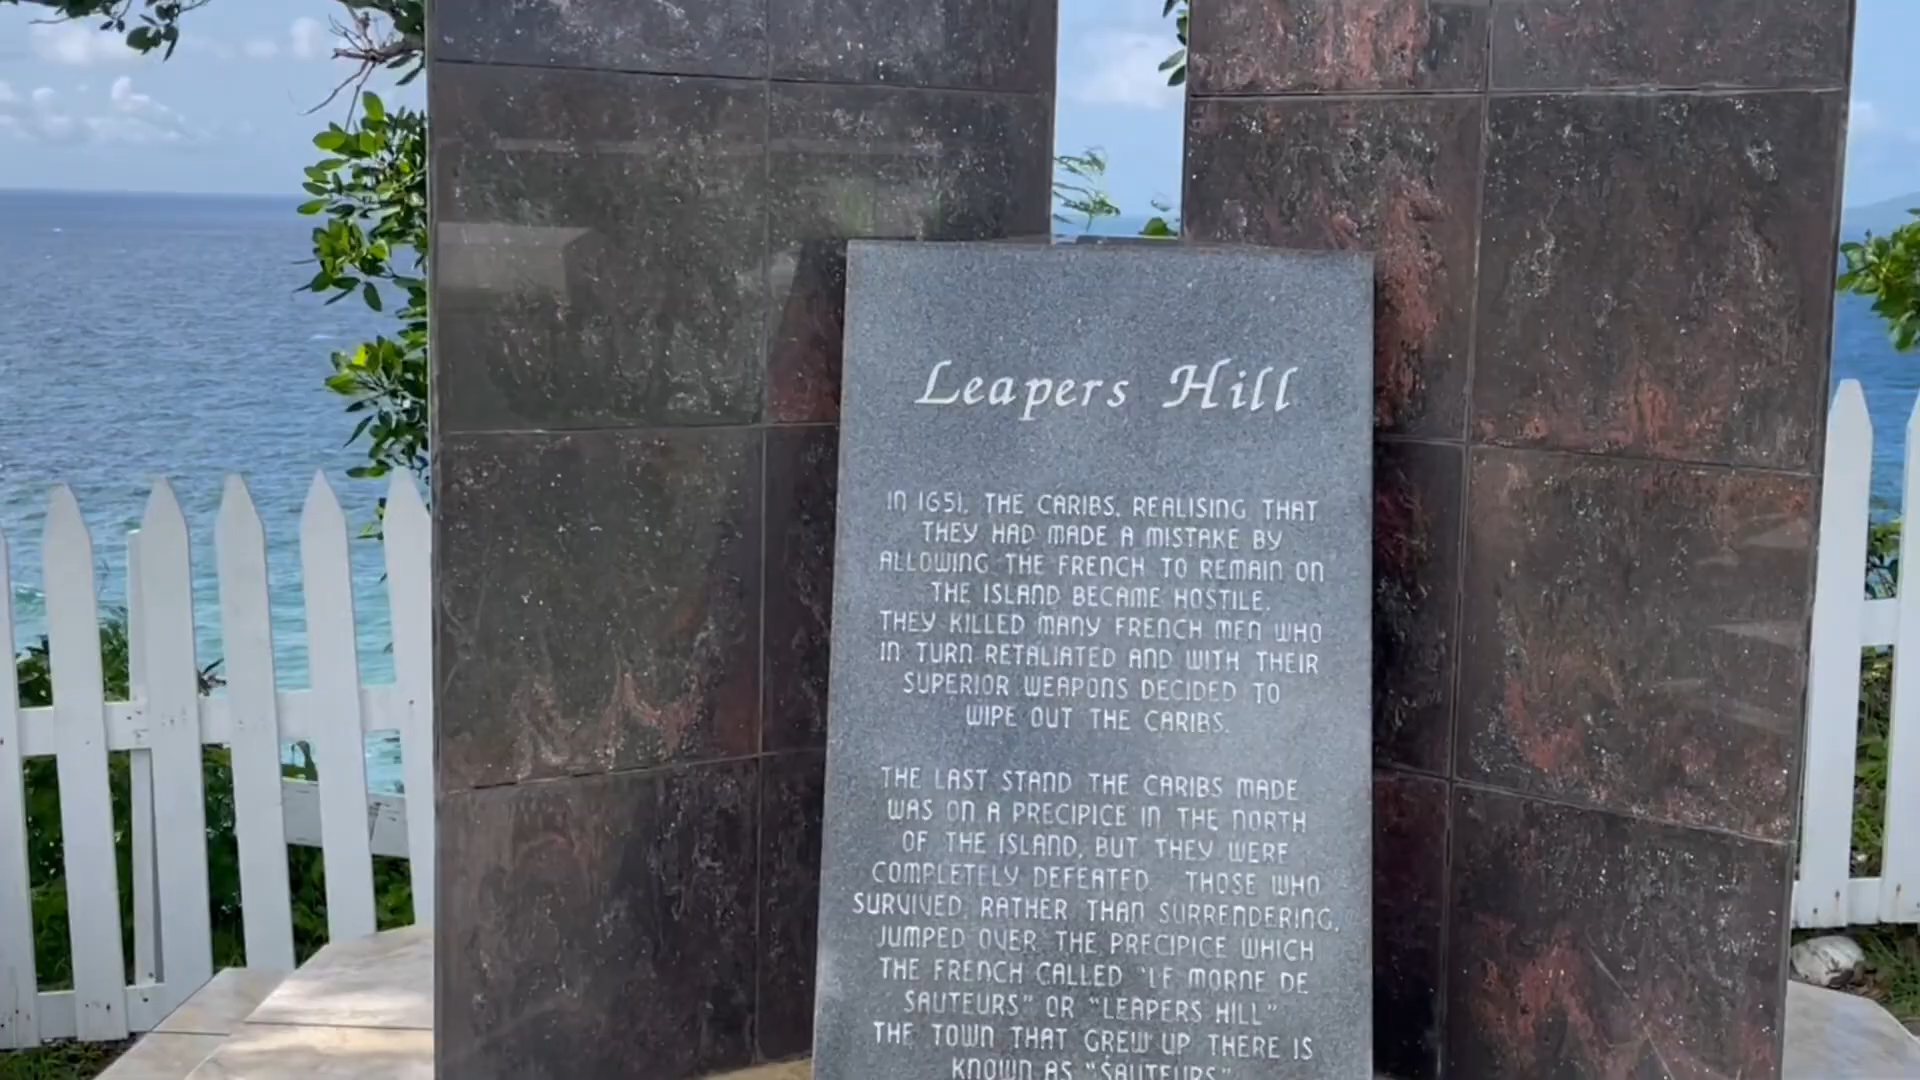 Leapers Hill
IN 1651, THE CARIBS, REALISING THAT
THEY HAD MADE A MISTAKE BY
ALLOWING THE FRENCH TO REMAIN ON
THE ISLAND BECAME HOSTILE.
THEY KILLED MANY FRENCH MEN WHO
IN TURN RETALIATED AND WITH THEIR
SUPERIOR WEAPONS DECIDED TO
WIPE OUT THE CARIBS.
THE LAST STAND THE CARIBS MADE
WAS ON A PRECIPICE IN THE NORTH
OF THE ISLAND, BUT THEY WERE
COMPLETELY DEFEATED. THOSE WHO
SURVIVED, RATHER THAN SURRENDERING,
JUMPED OVER THE PRECIPICE WHICH
THE FRENCH CALLED "LE MORNE DE
SAUTEURS" OR "LEAPERS HILL"
THE TOWN THAT GREW UP THERE IS
KNOWN AS "SAUTEURS"